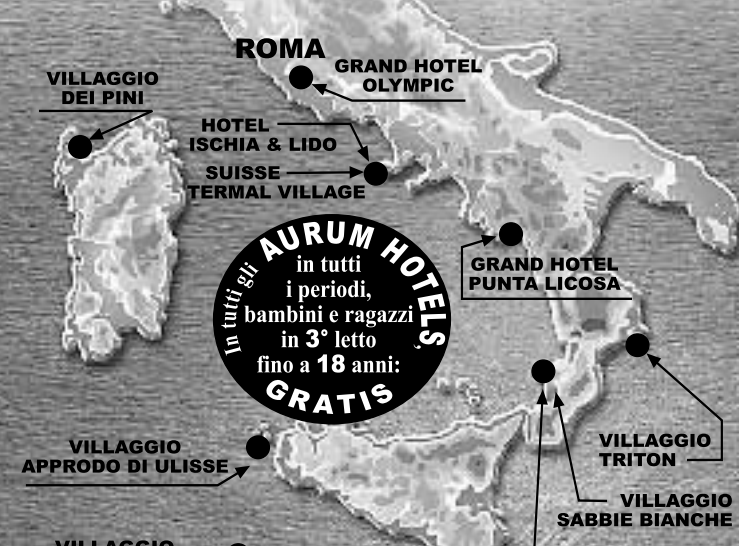 ROMA
GRAND HOTEL
OLYMPIC
VILLAGGIO
DEI PINI
HOTEL
ISCHIA & LIDO
SUISSE
TERMAL VILLAGE
In tutti gli AURUM HOTELS,
in tutti
i periodi,
bambini e ragazzi
in 3° letto
fino a 18 anni:
GRATIS
GRAND HOTEL
PUNTA LICOSA
VILLAGGIO
APPRODO DI ULISSE
VILLAGGIO
TRITON
VILLAGGIO
SABBIE BIANCHE
VILLAGGIO